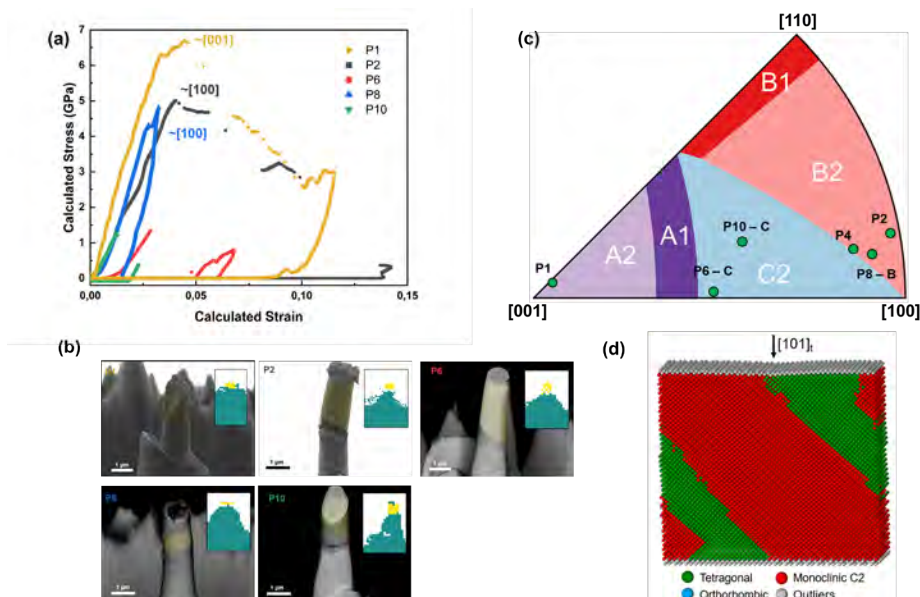 (a)
7
6
5
4
3
2
1
0
Calculated Stress (GPa)
~[001]
~[100]
~[100]
P1
P2
P6
P8
P10
0,00
0,05
0,10
0,15
Calculated Strain
(c)
[110]
B1
B2
P2
P10 – C
P4
A1
A2
P1
P6 – C
C2
P8 – B
[001]
[100]
(b)
1 µm
P2
1 µm
P6
1 µm
P8
1 µm
P10
1 µm
(d)
[101]t
Tetragonal
Monoclinic C2
Orthorhombic
Outliers